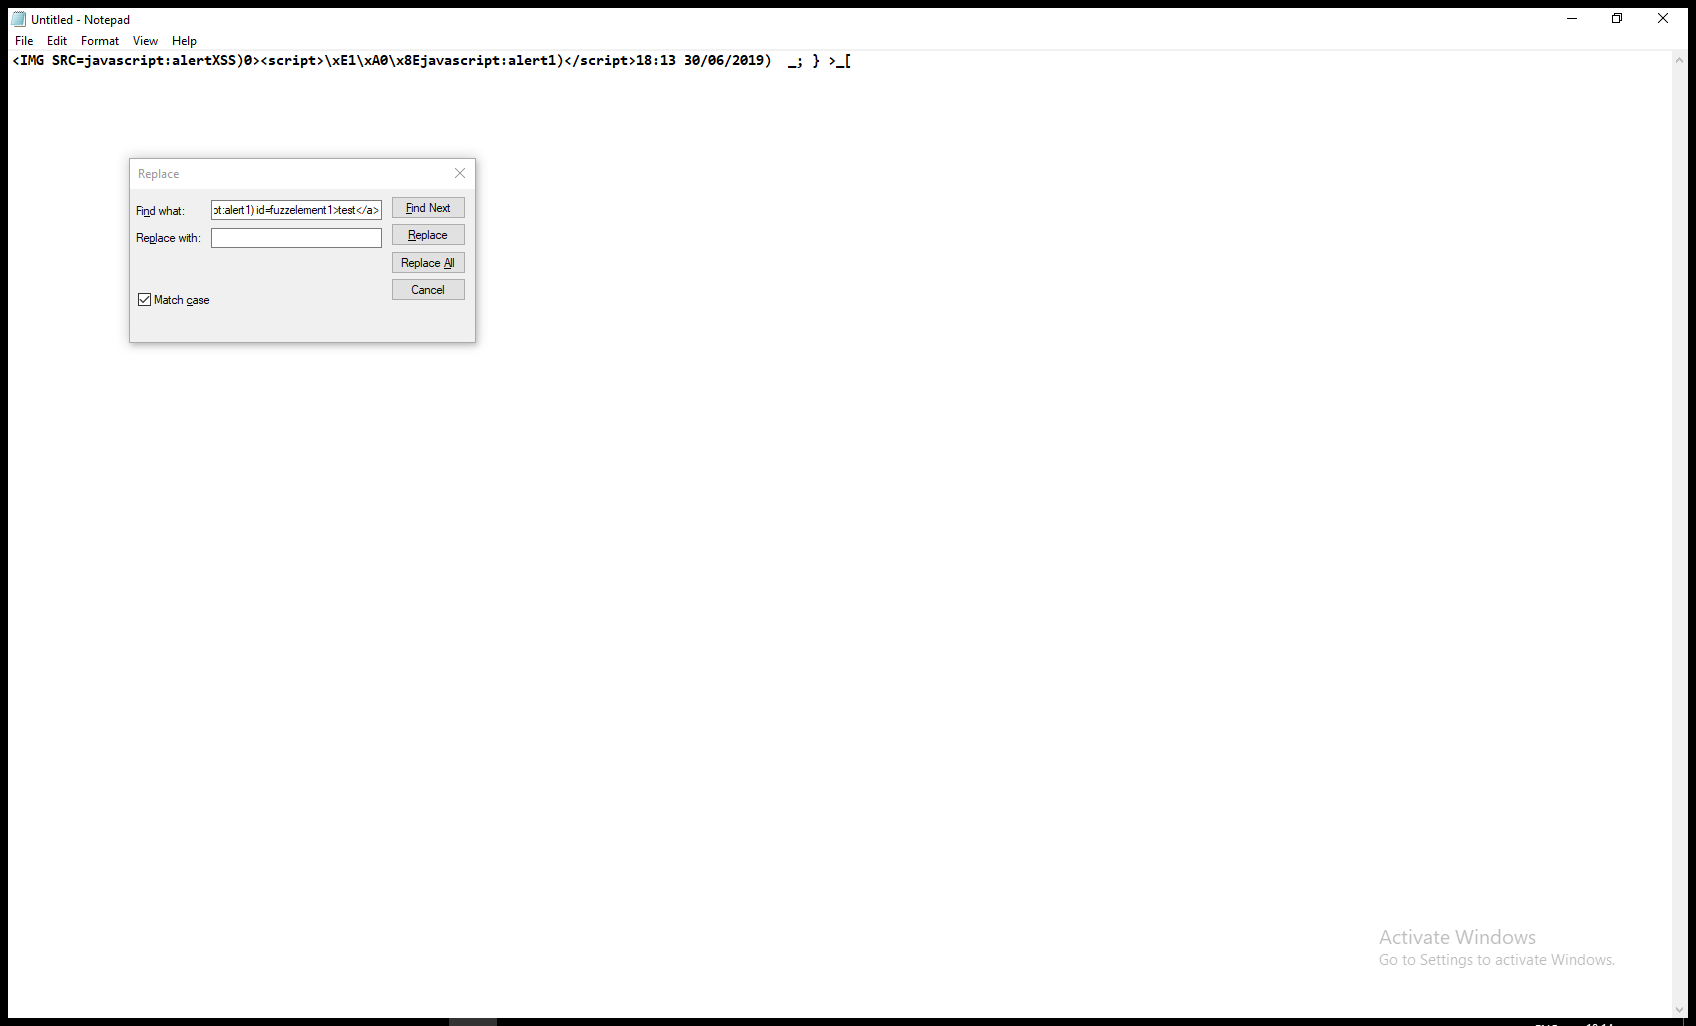 Untitled - Notepad
File Edit Format View Help
<IMG SRC=javascript:alertXSS)0><script>\xE1\xA0\x8Ejavascript:alert1)</script>18:13 30/06/2019)  _; } >_[
Replace
Find what: pt:alert1) id=fuzzelement1>test</a> Find Next
Replace with: Replace
Replace All
Cancel
Match case
Activate Windows
Go to Settings to activate Windows.